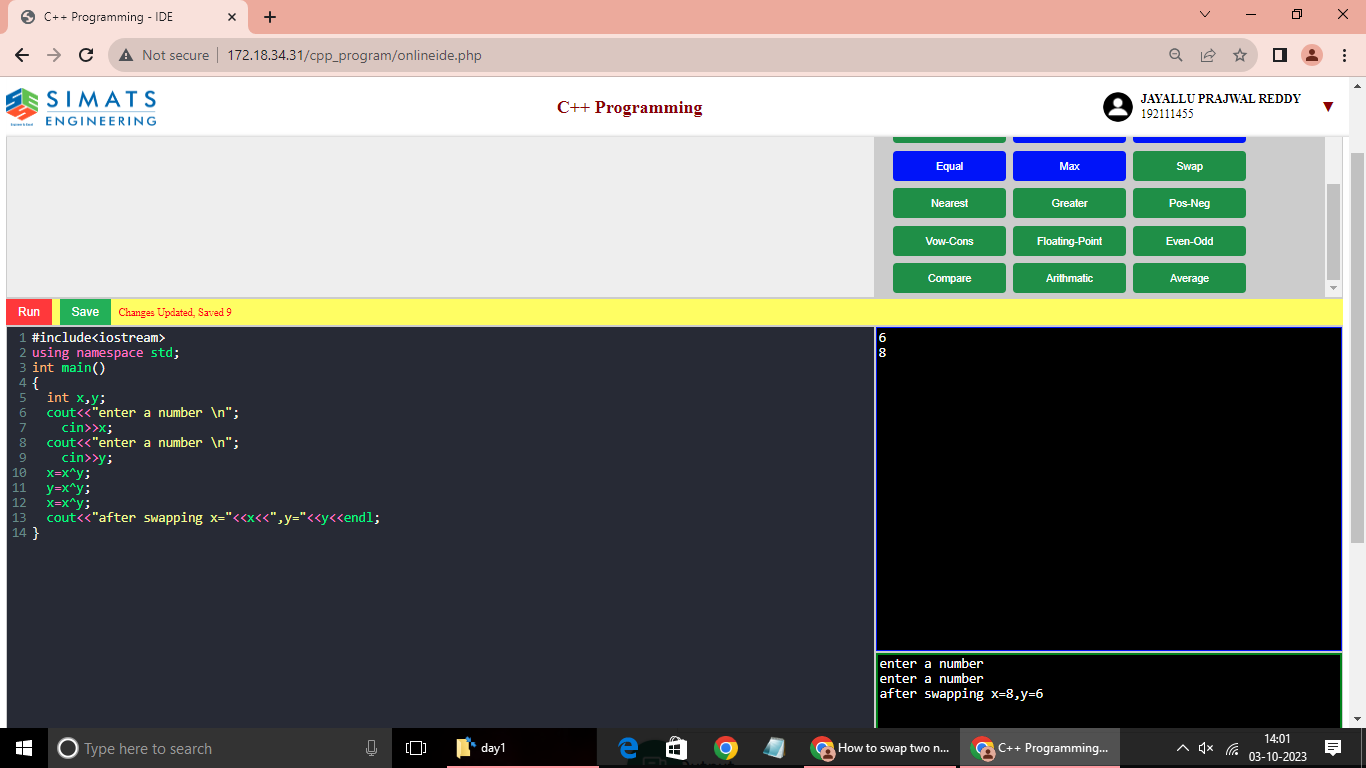 C++ Programming - IDE
Not secure
172.18.34.31/cpp_program/onlineide.php
SIMATS
ENGINEERING
C++ Programming
JAYALLU PRAJWAL REDDY
192111455
Equal Max Swap
Nearest Greater Pos-Neg
Vow-Cons Floating-Point Even-Odd
Compare Arithmatic Average
Run Save Changes Updated, Saved 9
1 #include<iostream>
2 using namespace std;
3 int main()
4 {
5 int x,y;
6 cout<<"enter a number \n";
7 cin>>x;
8 cout<<"enter a number \n";
9 cin>>y;
10 x=x^y;
11 y=x^y;
12 x=x^y;
13 cout<<"after swapping x="<<x<<",y="<<y<<endl;
14 }
6
8
enter a number
enter a number
after swapping x=8,y=6
Type here to search
day1
How to swap two n...
C++ Programming...
14:01
03-10-2023